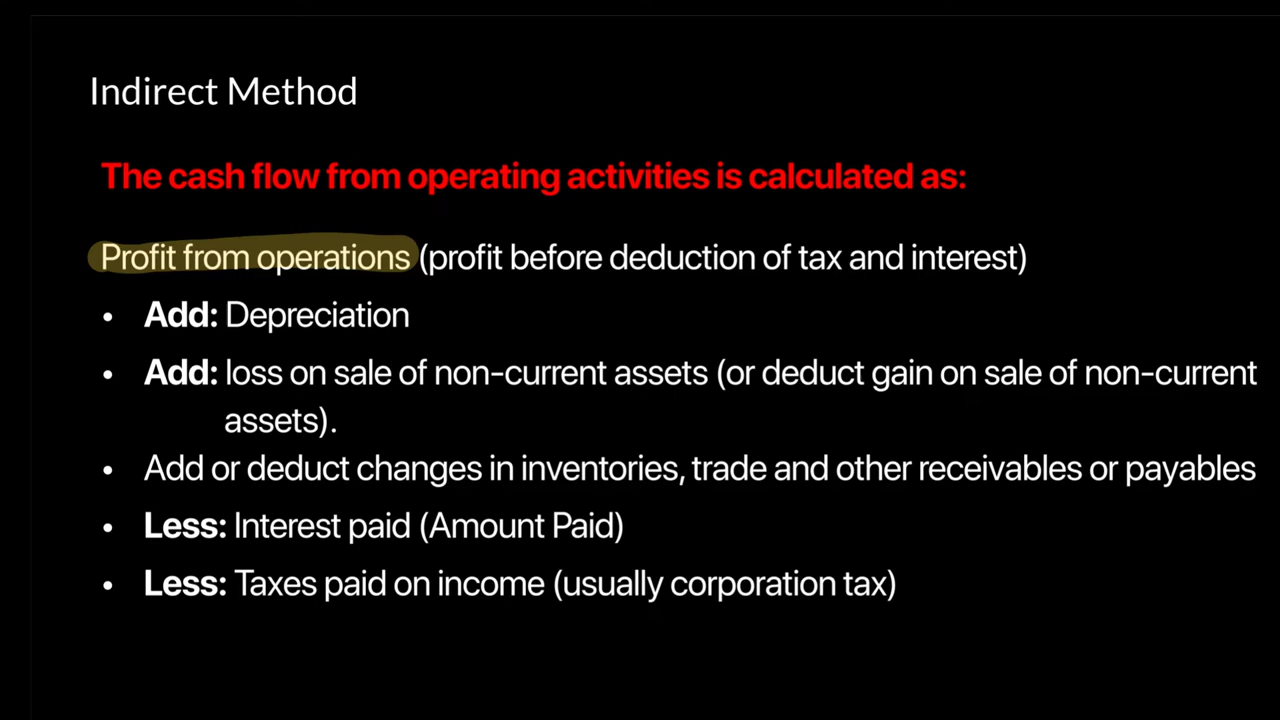 Indirect Method
The cash flow from operating activities is calculated as:
Profit from operations (profit before deduction of tax and interest)
• Add: Depreciation
• Add: loss on sale of non-current assets (or deduct gain on sale of non-current
assets).
• Add or deduct changes in inventories, trade and other receivables or payables
• Less: Interest paid (Amount Paid)
• Less: Taxes paid on income (usually corporation tax)